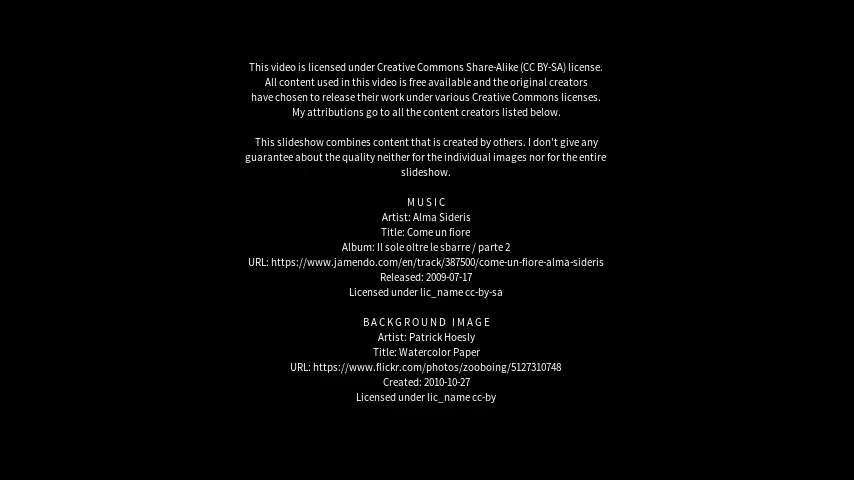 This video is licensed under Creative Commons Share-Alike (CC BY-SA) license.
All content used in this video is free available and the original creators
have chosen to release their work under various Creative Commons licenses.
My attributions go to all the content creators listed below.
This slideshow combines content that is created by others. I don't give any
guarantee about the quality neither for the individual images nor for the entire
slideshow.
MUSIC
Artist: Alma Sideris
Title: Come un fiore
Album: Il sole oltre le sbarre / parte 2
URL: https://www.jamendo.com/en/track/387500/come-un-fiore-alma-sideris
Released: 2009-07-17
Licensed under lic_name cc-by-sa
BACKGROUND IMAGE
Artist: Patrick Hoesly
Title: Watercolor Paper
URL: https://www.flickr.com/photos/zooboing/5127310748
Created: 2010-10-27
Licensed under lic_name cc-by